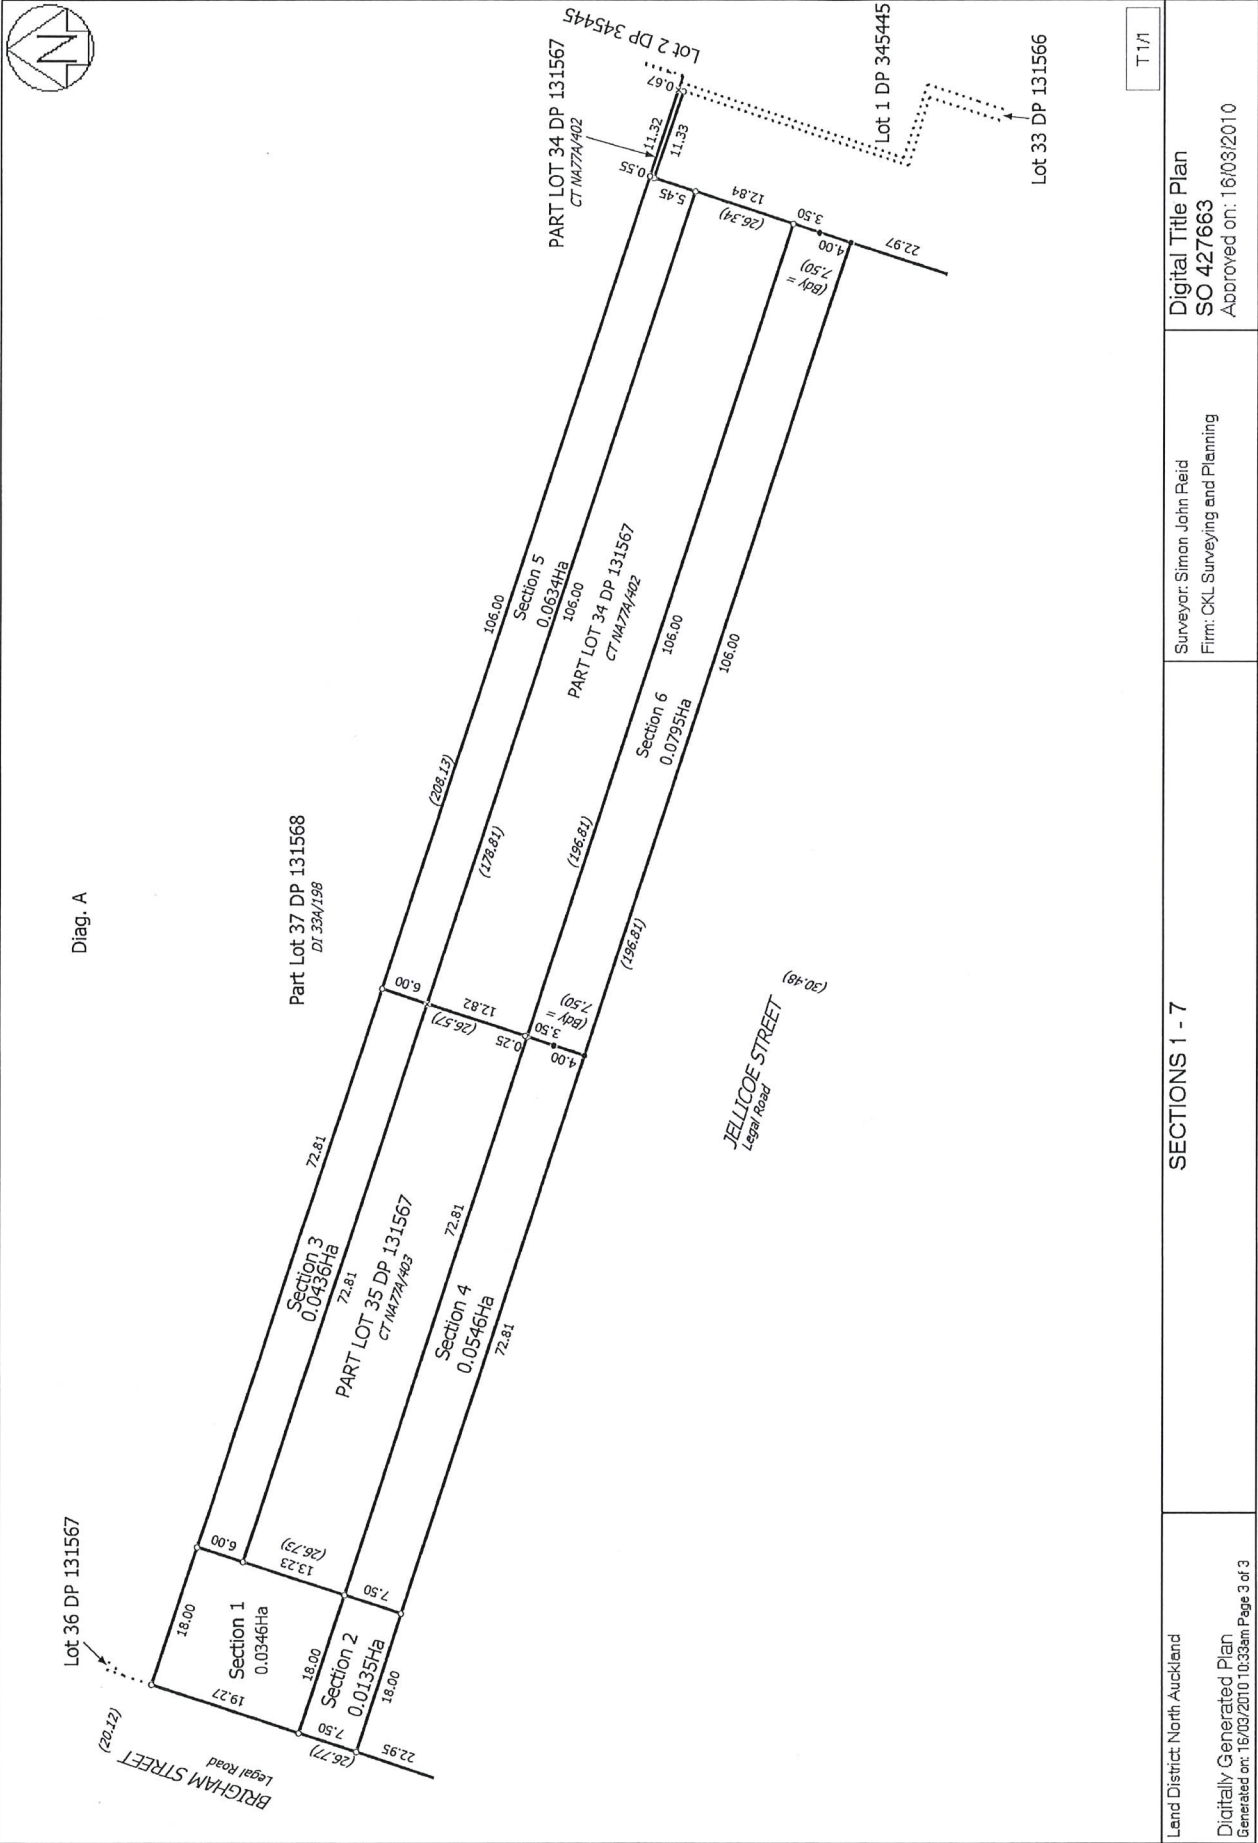 N
Diag. A
Lot 36 DP 131567
Part Lot 37 DP 131568
DI 33A/198
PART LOT 34 DP 131567
CT NA77A/402
Lot 2 DP 345445
Lot 1 DP 345445
Lot 33 DP 131566
BRIGHAM STREET
Legal Road
(20.12)
18.00
19.27
Section 1
0.0346Ha
18.00
7.50
(26.77)
Section 2
0.0135Ha
18.00
22.95
6.00
13.23
(26.73)
7.50
72.81
Section 3
0.0436Ha
72.81
PART LOT 35 DP 131567
CT NA77A/403
72.81
Section 4
0.0546Ha
72.81
6.00
12.82
(26.57)
0.25
3.50
(Bdy =
7.50)
4.00
(208.13)
(178.81)
(196.81)
(196.81)
106.00
Section 5
0.0634Ha
106.00
PART LOT 34 DP 131567
CT NA77A/402
106.00
Section 6
0.0795Ha
106.00
0.55
11.32
0.67
11.33
5.45
12.84
(26.34)
3.50
4.00
(Bdy =
7.50)
22.97
JELLICOE STREET
Legal Road
(30.48)
T 1/1
Land District: North Auckland
Digitally Generated Plan
Generated on: 16/03/2010 10:33am Page 3 of 3
SECTIONS 1 - 7
Surveyor: Simon John Reid
Firm: CKL Surveying and Planning
Digital Title Plan
SO 427663
Approved on: 16/03/2010